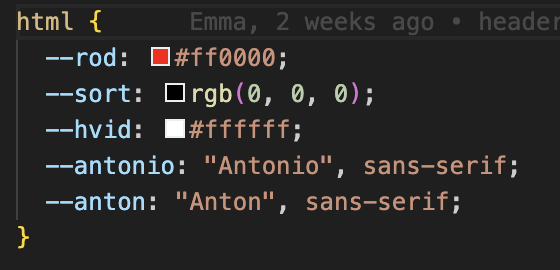 html {    Emma, 2 weeks ago • header
--rod: #ff0000;
--sort: rgb(0, 0, 0);
--hvid: #ffffff;
--antonio: "Antonio", sans-serif;
--anton: "Anton", sans-serif;
}